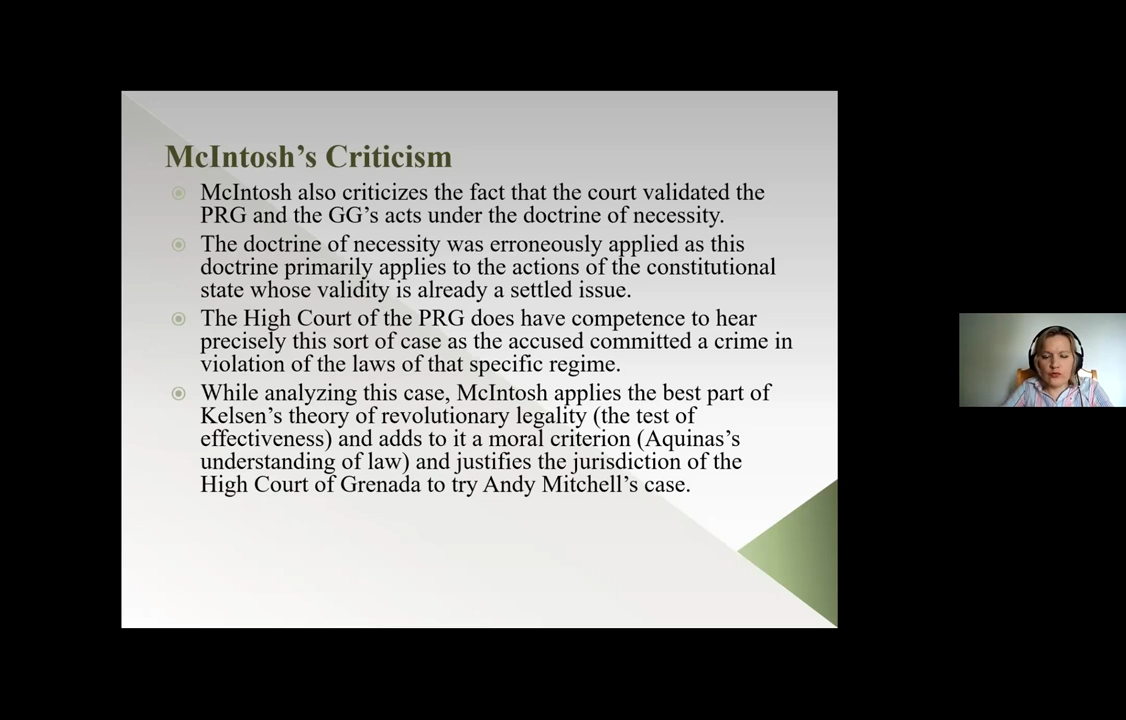 McIntosh's Criticism
McIntosh also criticizes the fact that the court validated the
PRG and the GG's acts under the doctrine of necessity.
The doctrine of necessity was erroneously applied as this
doctrine primarily applies to the actions of the constitutional
state whose validity is already a settled issue.
The High Court of the PRG does have competence to hear
precisely this sort of case as the accused committed a crime in
violation of the laws of that specific regime.
While analyzing this case, McIntosh applies the best part of
Kelsen's theory of revolutionary legality (the test of
effectiveness) and adds to it a moral criterion (Aquinas's
understanding of law) and justifies the jurisdiction of the
High Court of Grenada to try Andy Mitchell's case.